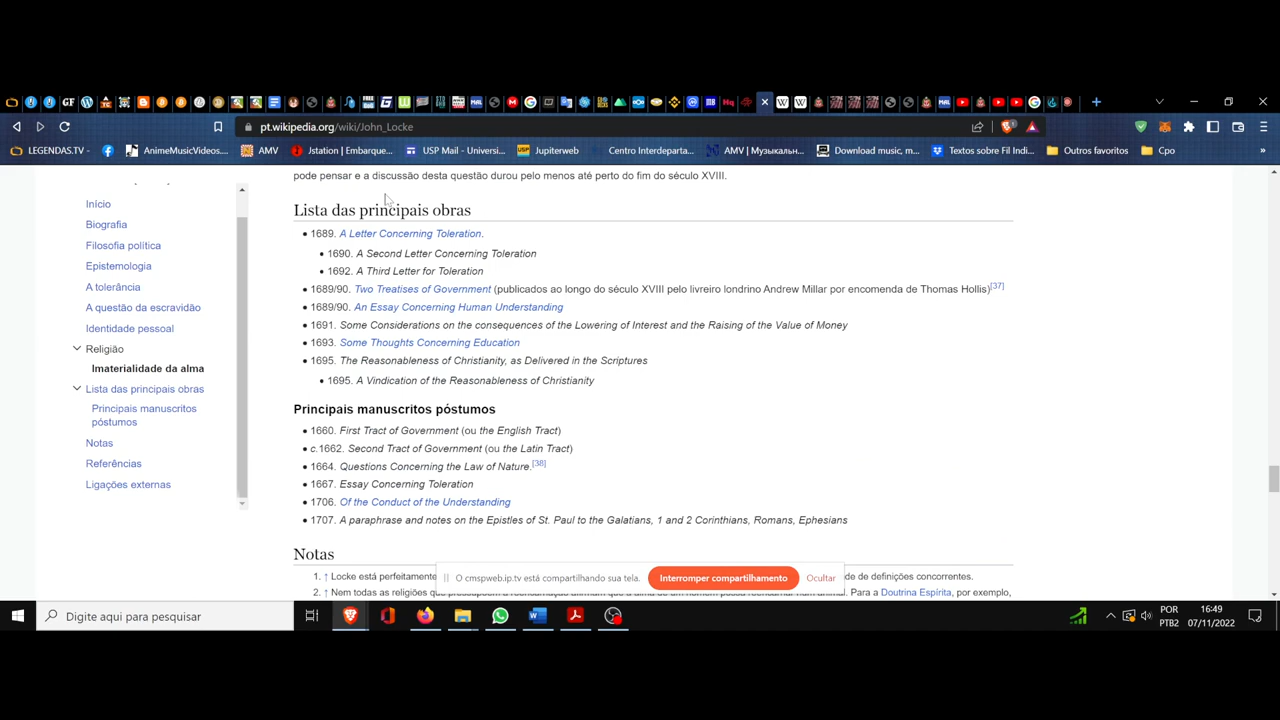 pt.wikipedia.org/wiki/John_Locke
LEGENDAS.TV
AnimeMusicVideos...
AMV
Jstation | Embarque...
USP Mail - Universi...
Jupiterweb
Centro Interdeparta...
AMV | Музыкальн...
Download music, m...
Textos sobre Fil Indi...
Outros favoritos
Cpo
»
pode pensar e a discussão desta questão durou pelo menos até perto do fim do século XVIII.
Início
Biografia
Filosofia política
Epistemologia
A tolerância
A questão da escravidão
Identidade pessoal
Religião
Imaterialidade da alma
Lista das principais obras
Principais manuscritos
póstumos
Notas
Referências
Ligações externas
Lista das principais obras
• 1689. A Letter Concerning Toleration.
• 1690. A Second Letter Concerning Toleration
• 1692. A Third Letter for Toleration
• 1689/90. Two Treatises of Government (publicados ao longo do século XVIII pelo livreiro londrino Andrew Millar por encomenda de Thomas Hollis)[37]
• 1689/90. An Essay Concerning Human Understanding
• 1691. Some Considerations on the consequences of the Lowering of Interest and the Raising of the Value of Money
• 1693. Some Thoughts Concerning Education
• 1695. The Reasonableness of Christianity, as Delivered in the Scriptures
• 1695. A Vindication of the Reasonableness of Christianity
Principais manuscritos póstumos
• 1660. First Tract of Government (ou the English Tract)
• c.1662. Second Tract of Government (ou the Latin Tract)
• 1664. Questions Concerning the Law of Nature.[38]
• 1667. Essay Concerning Toleration
• 1706. Of the Conduct of the Understanding
• 1707. A paraphrase and notes on the Epistles of St. Paul to the Galatians, 1 and 2 Corinthians, Romans, Ephesians
Notas
1. ↑ Locke está perfeitamente
de de definições concorrentes.
2. ↑ Nem todas as religiões que
Para a Doutrina Espírita, por exemplo,
O cmspweb.ip.tv está compartilhando sua tela.
Interromper compartilhamento
Ocultar
Digite aqui para pesquisar
POR
PTB2
16:49
07/11/2022